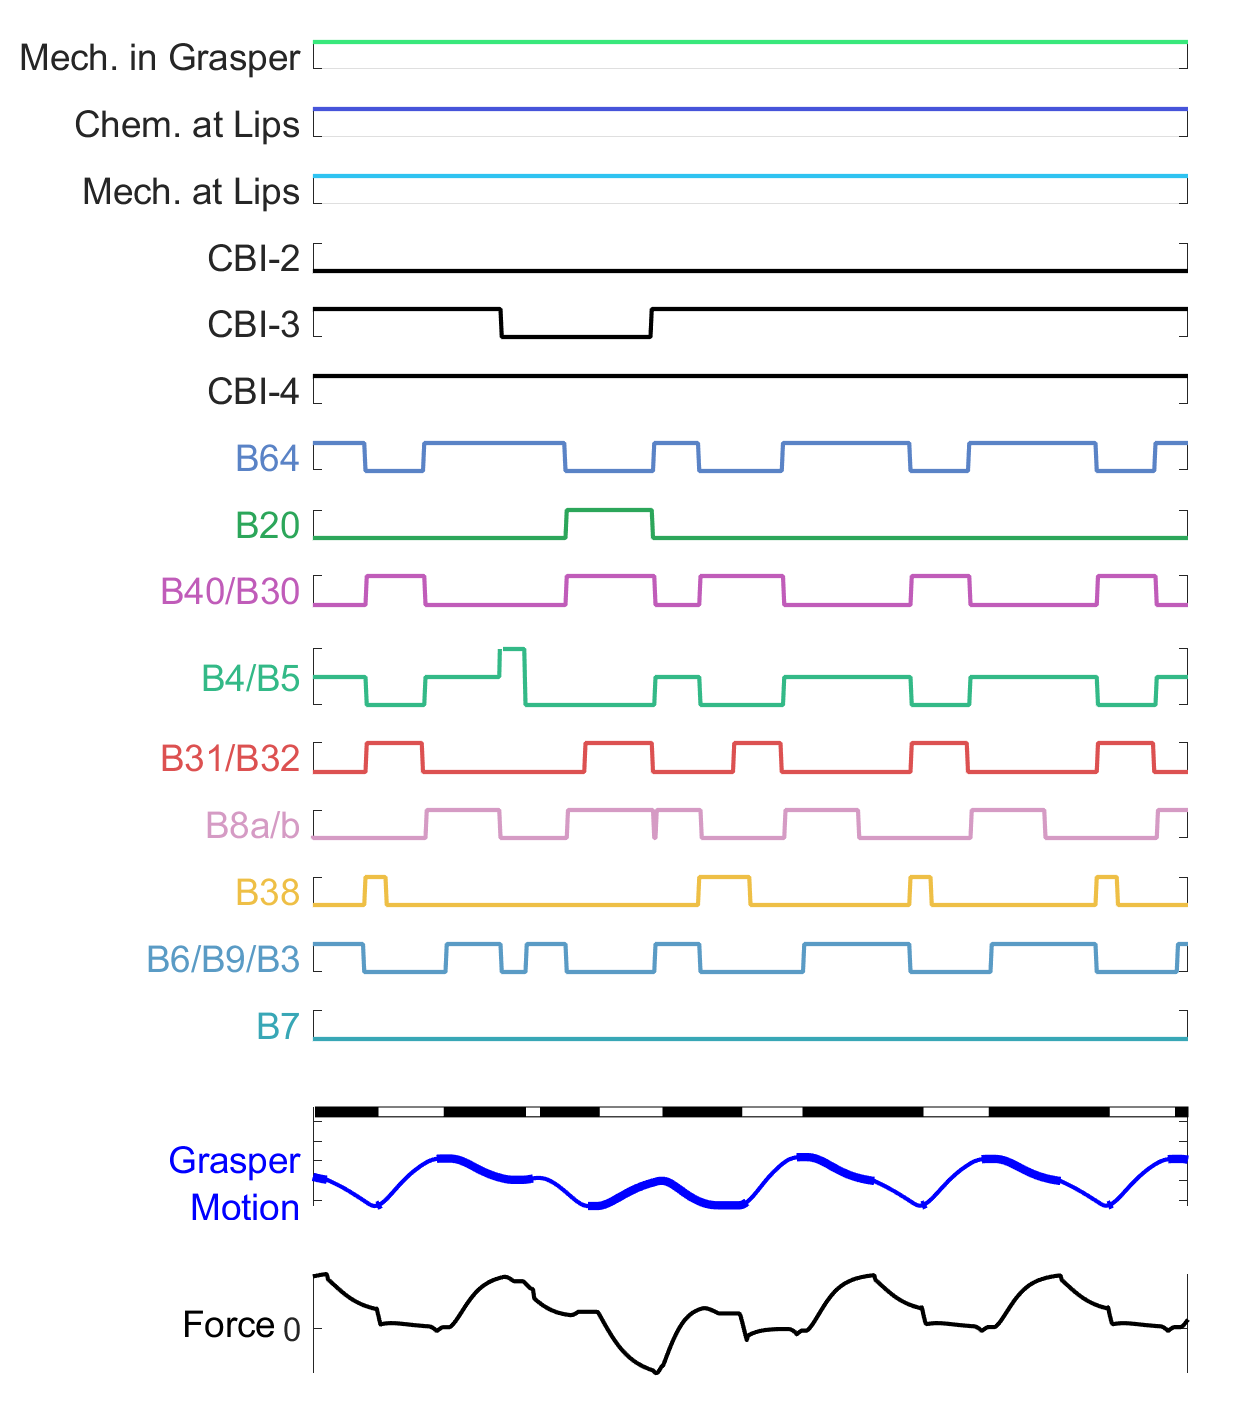 Mech. in Grasper
Chem. at Lips
Mech. at Lips
CBI-2
CBI-3
CBI-4
B64
B20
B40/B30
B4/B5
B31/B32
B8a/b
B38
B6/B9/B3
B7
Grasper
Motion
Force 0